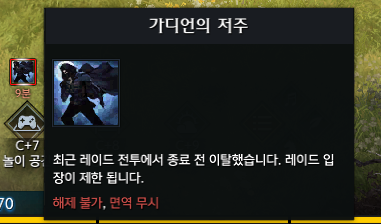 가디언의 저주
9분
C+7
놀이 공
최근 레이드 전투에서 종료 전 이탈했습니다. 레이드 입
장이 제한 됩니다.
해제 불가, 면역 무시
70